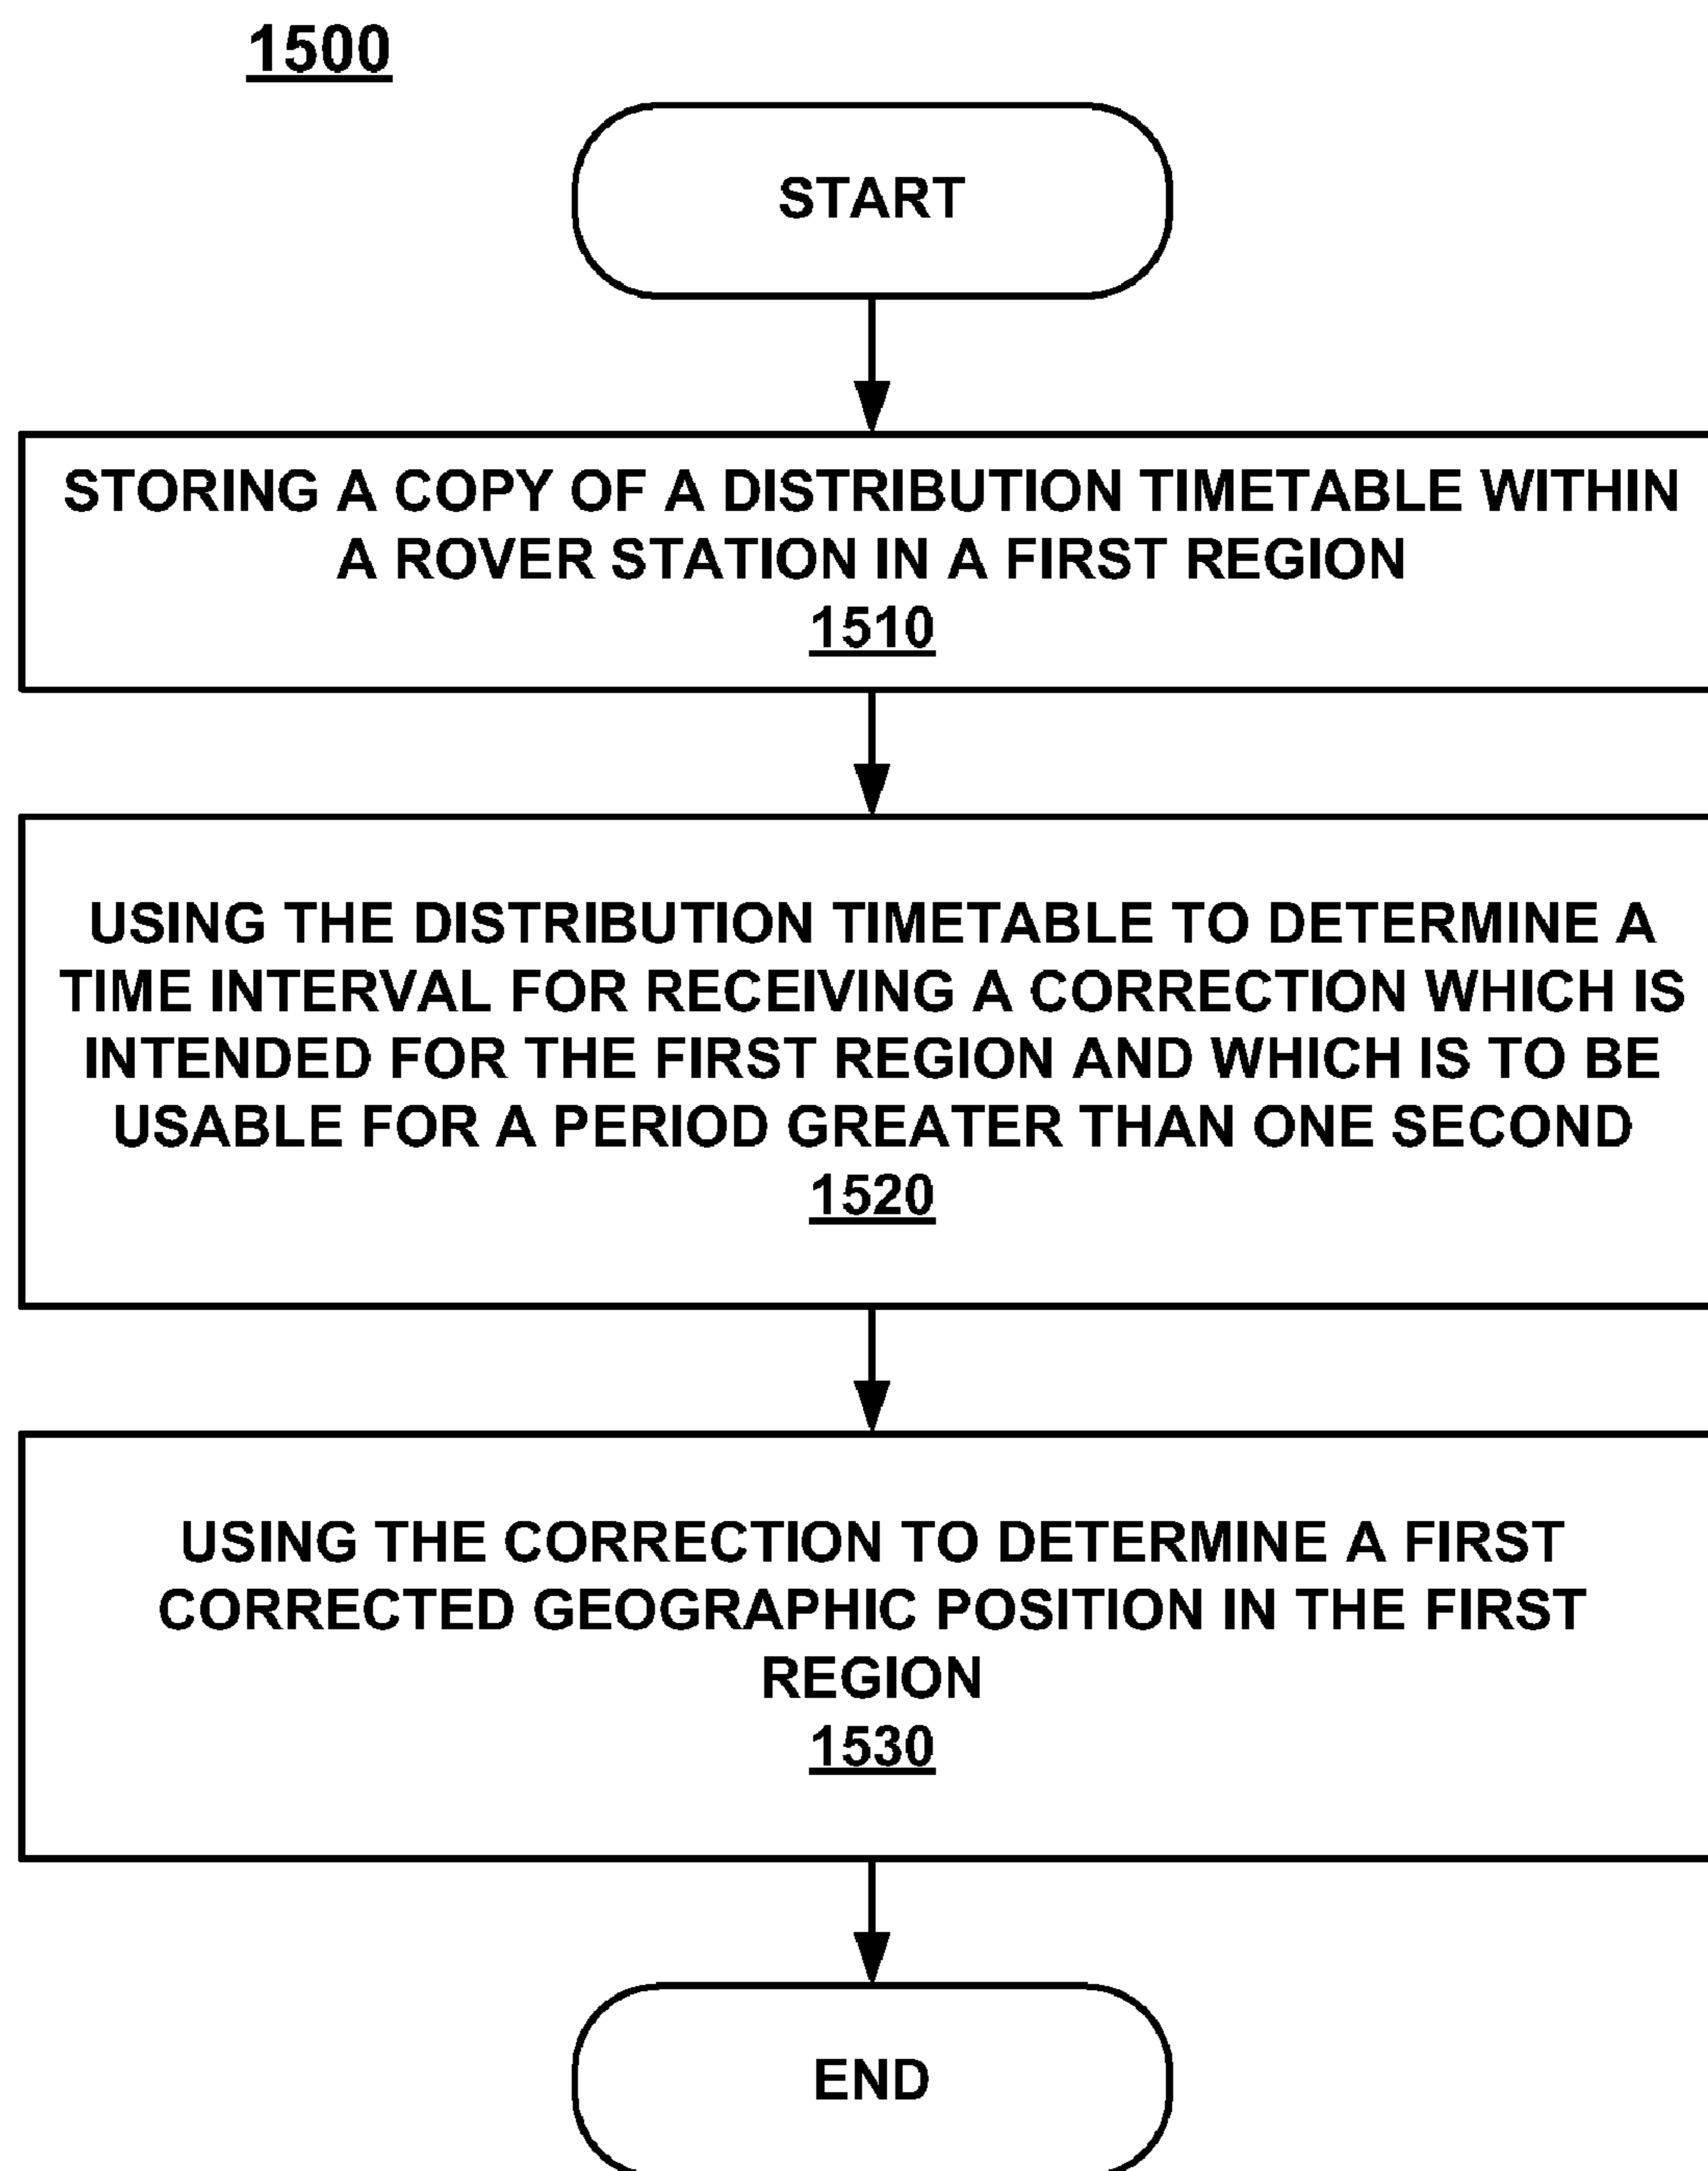 1500
START
STORING A COPY OF A DISTRIBUTION TIMETABLE WITHIN
A ROVER STATION IN A FIRST REGION
1510
USING THE DISTRIBUTION TIMETABLE TO DETERMINE A
TIME INTERVAL FOR RECEIVING A CORRECTION WHICH IS
INTENDED FOR THE FIRST REGION AND WHICH IS TO BE
USABLE FOR A PERIOD GREATER THAN ONE SECOND
1520
USING THE CORRECTION TO DETERMINE A FIRST
CORRECTED GEOGRAPHIC POSITION IN THE FIRST
REGION
1530
END